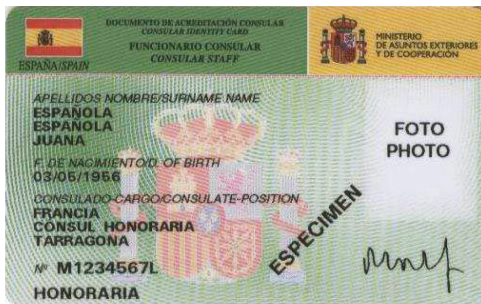 DOCUMENTO DE ACREDITACIÓN CONSULAR
CONSULAR IDENTITY CARD
FUNCIONARIO CONSULAR
CONSULAR STAFF
ESPAÑA/SPAIN
MINISTERIO
DE ASUNTOS EXTERIORES
Y DE COOPERACIÓN
APELLIDOS NOMBRE/SURNAME NAME
ESPAÑOLA
ESPAÑOLA
JUANA
FOTO
PHOTO
F. DE NACIMIENTO/D. OF BIRTH
03/05/1956
CONSULADO-CARGO/CONSULATE-POSITION
FRANCIA
CÓNSUL HONORARIA
TARRAGONA
ESPECIMEN
Nº M1234567L
HONORARIA